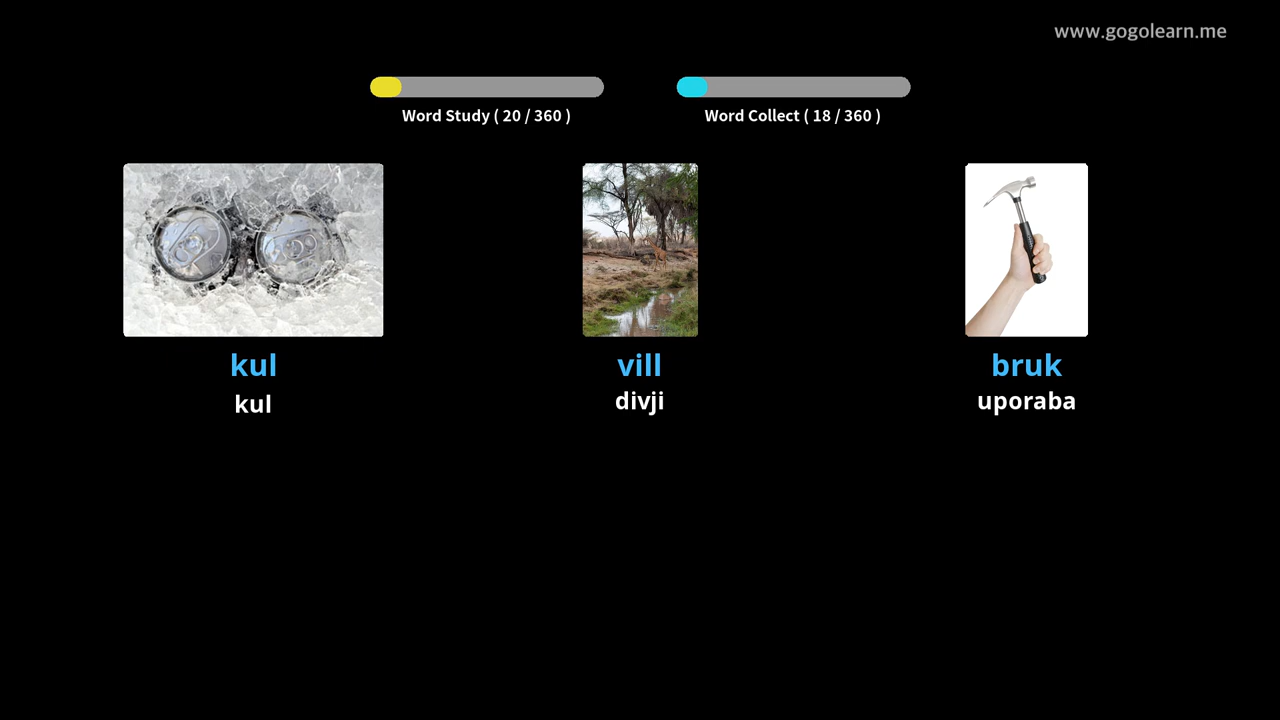 www.gogolearn.me
Word Study ( 20 / 360 )
Word Collect ( 18 / 360 )
kul
vill
bruk
kul
divji
uporaba